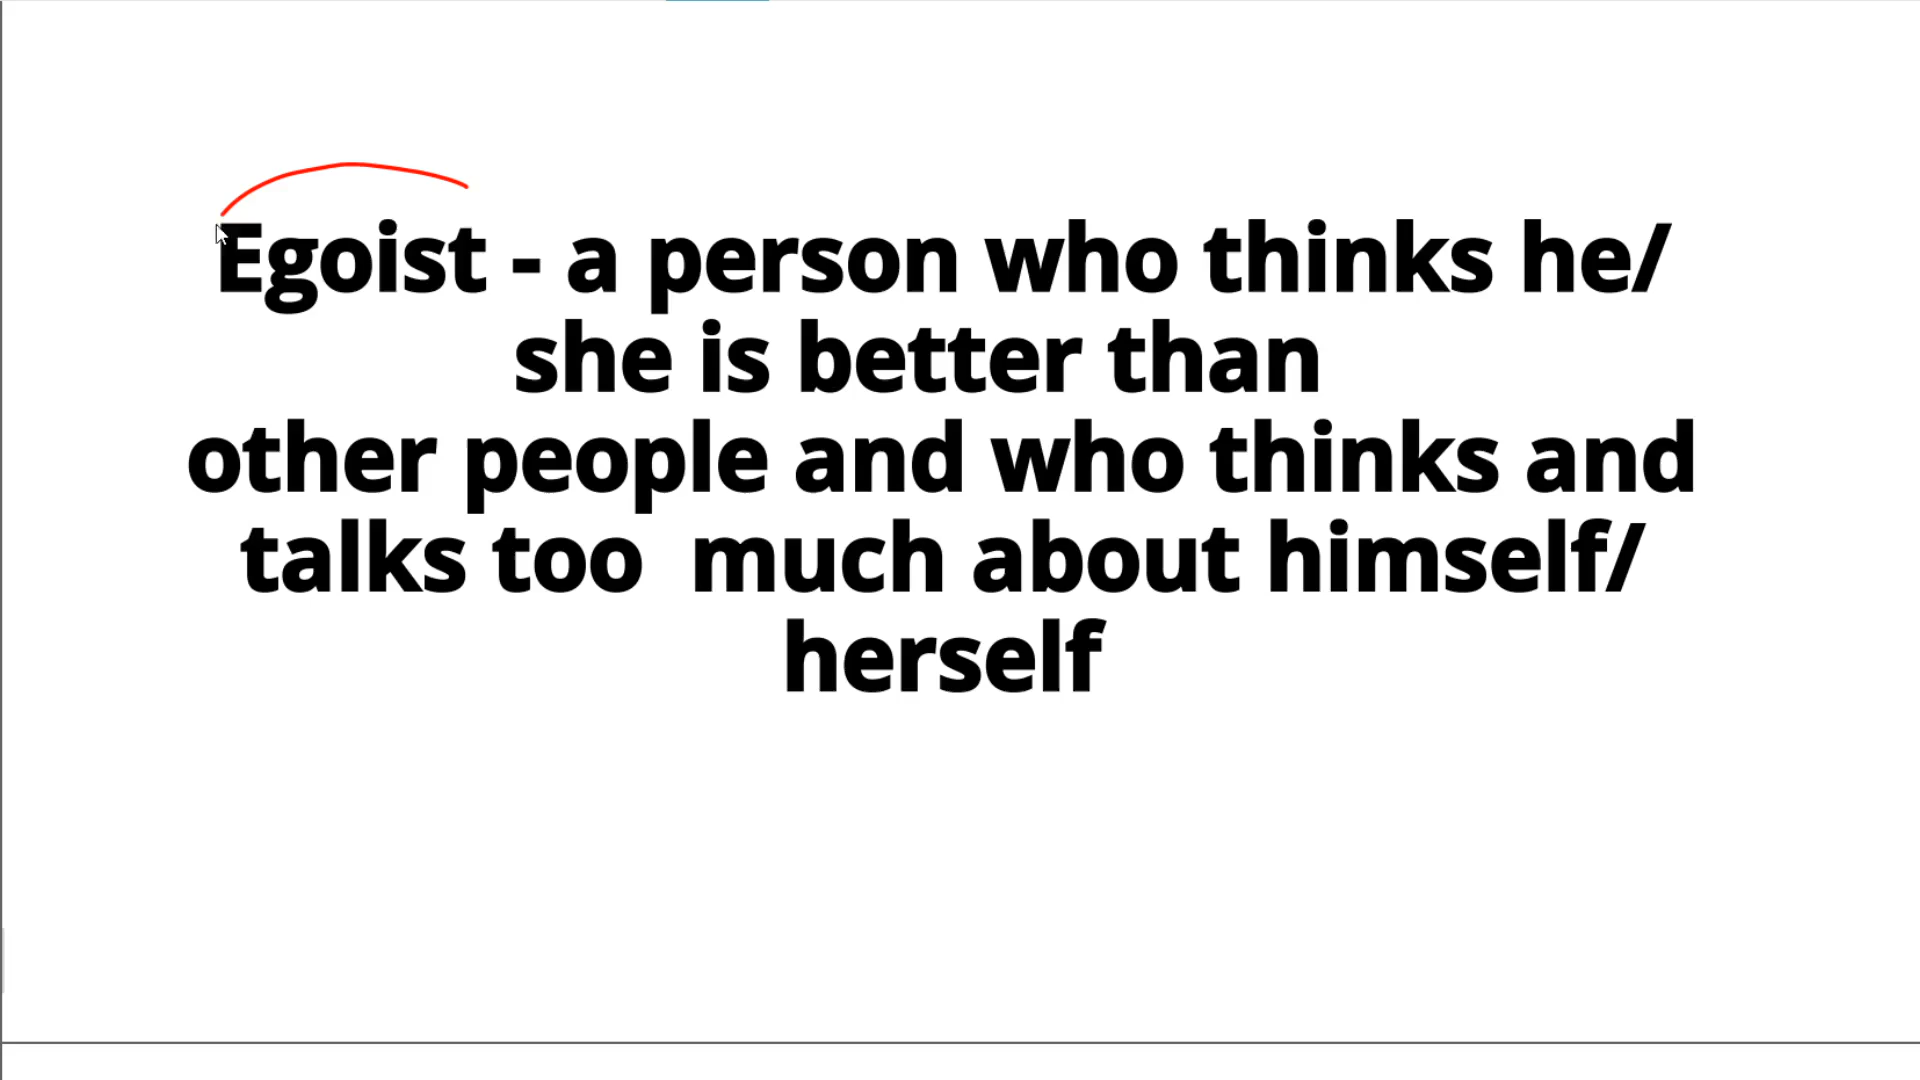 Egoist - a person who thinks he/
she is better than
other people and who thinks and
talks too  much about himself/
herself